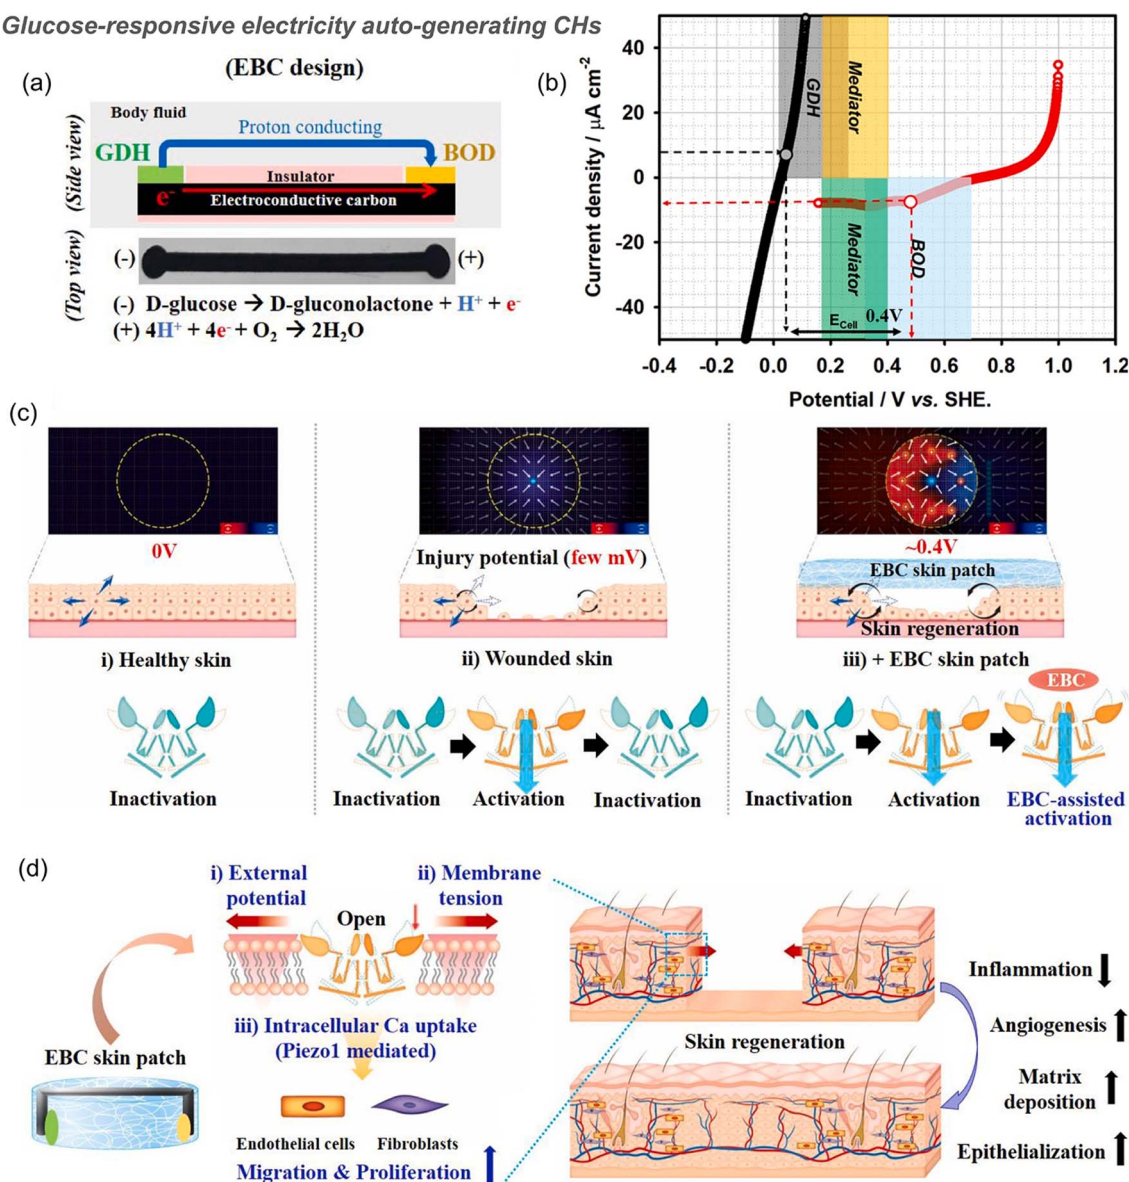 Glucose-responsive electricity auto-generating CHs
(a)
(EBC design)
(Side view)
Body fluid
Proton conducting
GDH
BOD
Insulator
e-
Electroconductive carbon
(Top view)
(-)
(+)
(-) D-glucose → D-gluconolactone + H⁺ + e⁻
(+) 4H⁺ + 4e⁻ + O₂ → 2H₂O
(b)
Current density / μA cm⁻²
40
20
0
-20
-40
GDH
Mediator
Mediator
BOD
E_Cell
0.4V
-0.4
-0.2
0.0
0.2
0.4
0.6
0.8
1.0
1.2
Potential / V vs. SHE.
(c)
0V
i) Healthy skin
Inactivation
Injury potential (few mV)
ii) Wounded skin
Inactivation
Activation
Inactivation
~0.4V
EBC skin patch
Skin regeneration
iii) + EBC skin patch
EBC
Inactivation
Activation
EBC-assisted
activation
(d)
EBC skin patch
i) External
potential
ii) Membrane
tension
Open
iii) Intracellular Ca uptake
(Piezo1 mediated)
Endothelial cells
Fibroblasts
Migration & Proliferation
Skin regeneration
Inflammation
Angiogenesis
Matrix
deposition
Epithelialization